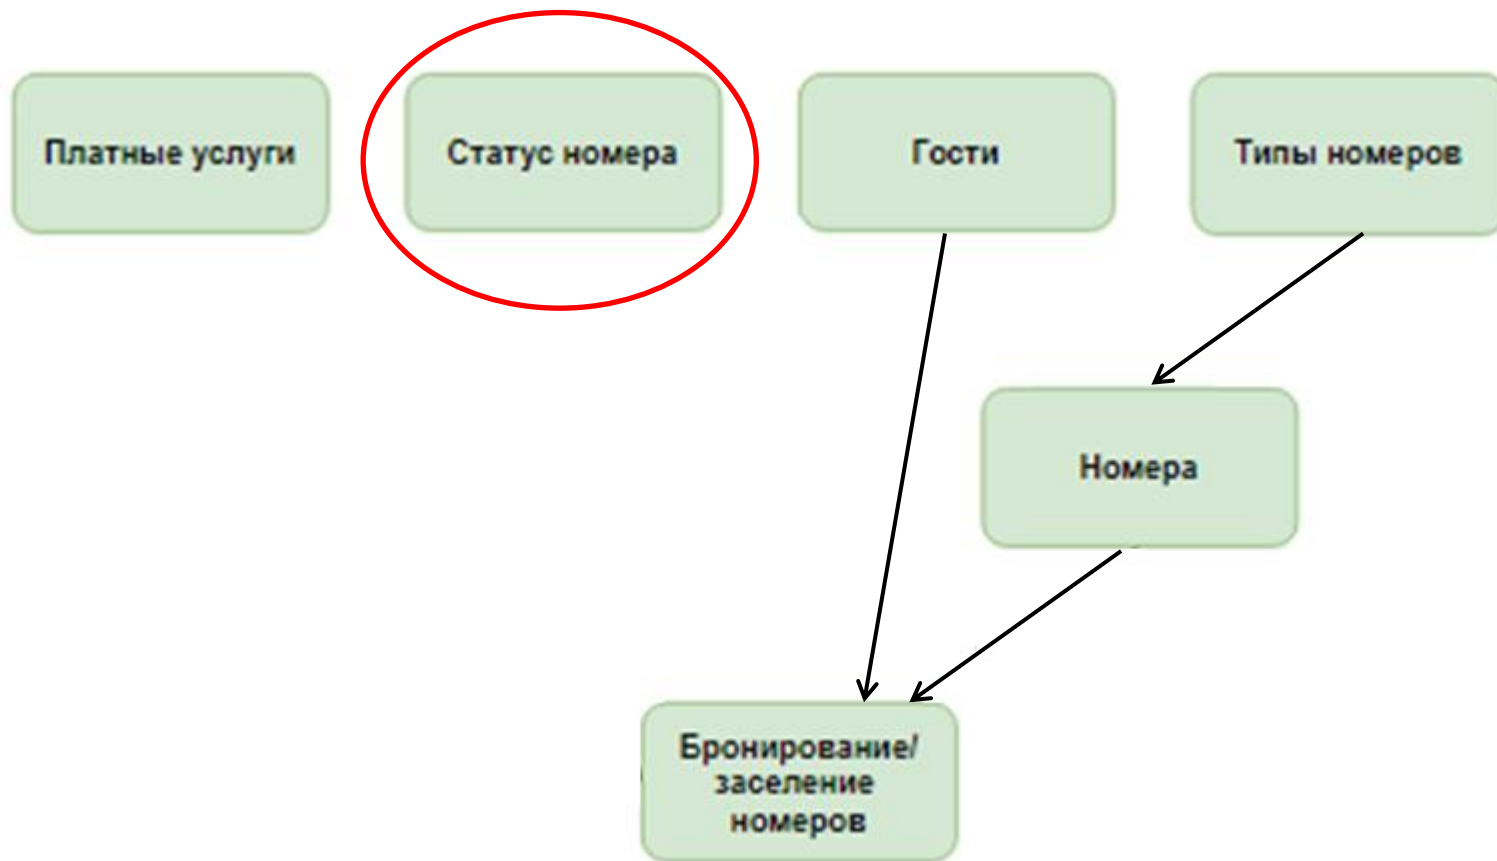 Платные услуги
Статус номера
Гости
Типы номеров
Номера
Бронирование/
заселение
номеров